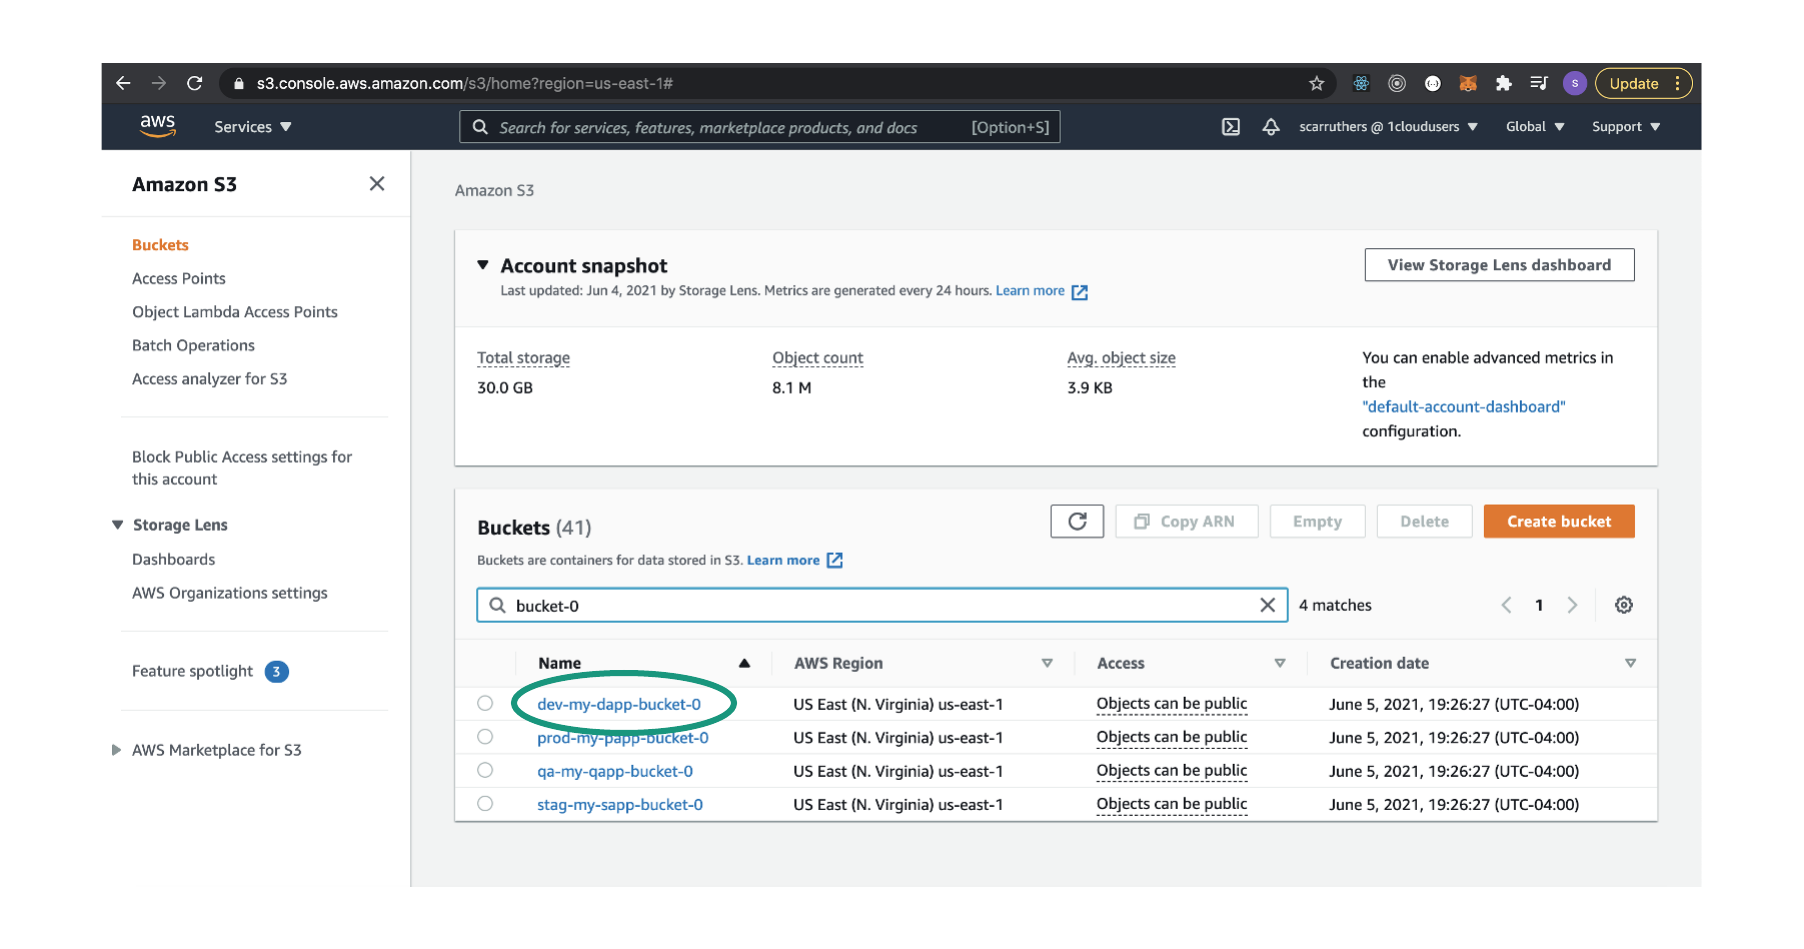 s3.console.aws.amazon.com/s3/home?region=us-east-1#
S
Update
aws
Services
Search for services, features, marketplace products, and docs
[Option+S]
scarruthers @ 1cloudusers
Global
Support
Amazon S3
Buckets
Access Points
Object Lambda Access Points
Batch Operations
Access analyzer for S3
Block Public Access settings for
this account
Storage Lens
Dashboards
AWS Organizations settings
Feature spotlight 3
AWS Marketplace for S3
Amazon S3
Account snapshot
View Storage Lens dashboard
Last updated: Jun 4, 2021 by Storage Lens. Metrics are generated every 24 hours. Learn more
Total storage
30.0 GB
Object count
8.1 M
Avg. object size
3.9 KB
You can enable advanced metrics in
the
"default-account-dashboard"
configuration.
Buckets (41)
Copy ARN
Empty
Delete
Create bucket
Buckets are containers for data stored in S3. Learn more
bucket-0
4 matches
1
Name AWS Region Access Creation date
dev-my-dapp-bucket-0 US East (N. Virginia) us-east-1 Objects can be public June 5, 2021, 19:26:27 (UTC-04:00)
prod-my-papp-bucket-0 US East (N. Virginia) us-east-1 Objects can be public June 5, 2021, 19:26:27 (UTC-04:00)
qa-my-qapp-bucket-0 US East (N. Virginia) us-east-1 Objects can be public June 5, 2021, 19:26:27 (UTC-04:00)
stag-my-sapp-bucket-0 US East (N. Virginia) us-east-1 Objects can be public June 5, 2021, 19:26:27 (UTC-04:00)